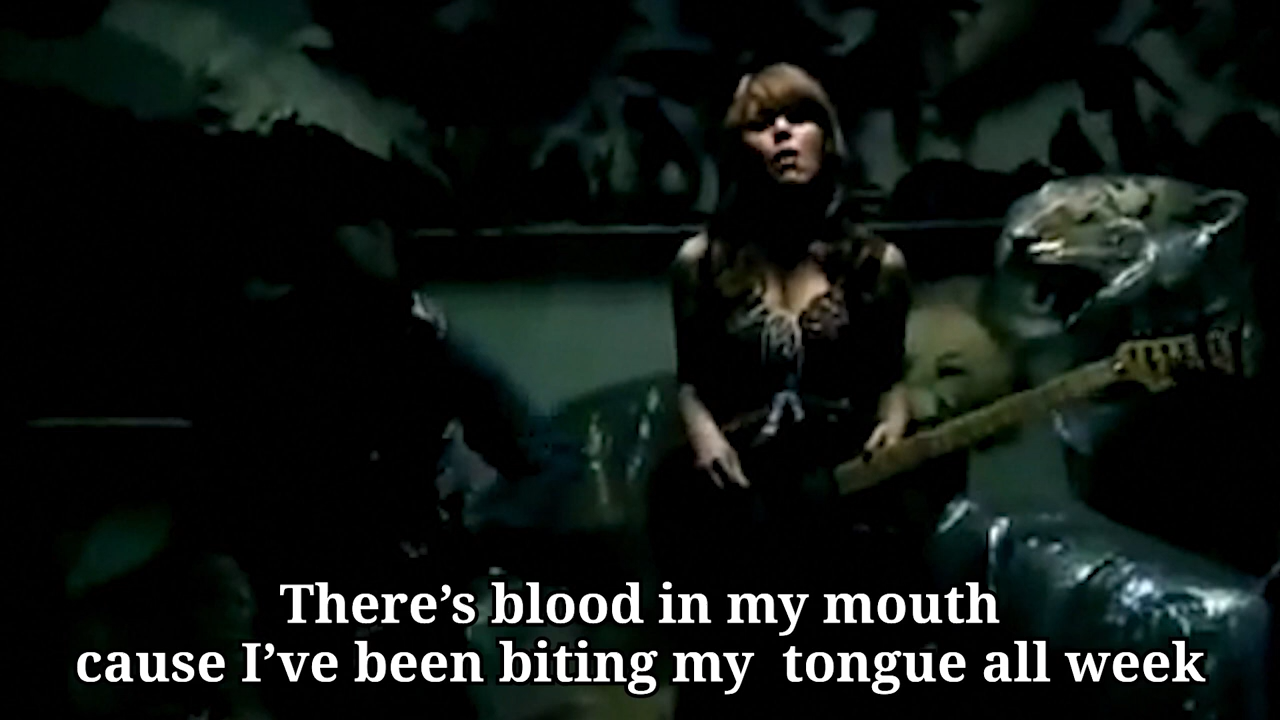 There’s blood in my mouth
cause I’ve been biting my  tongue all week